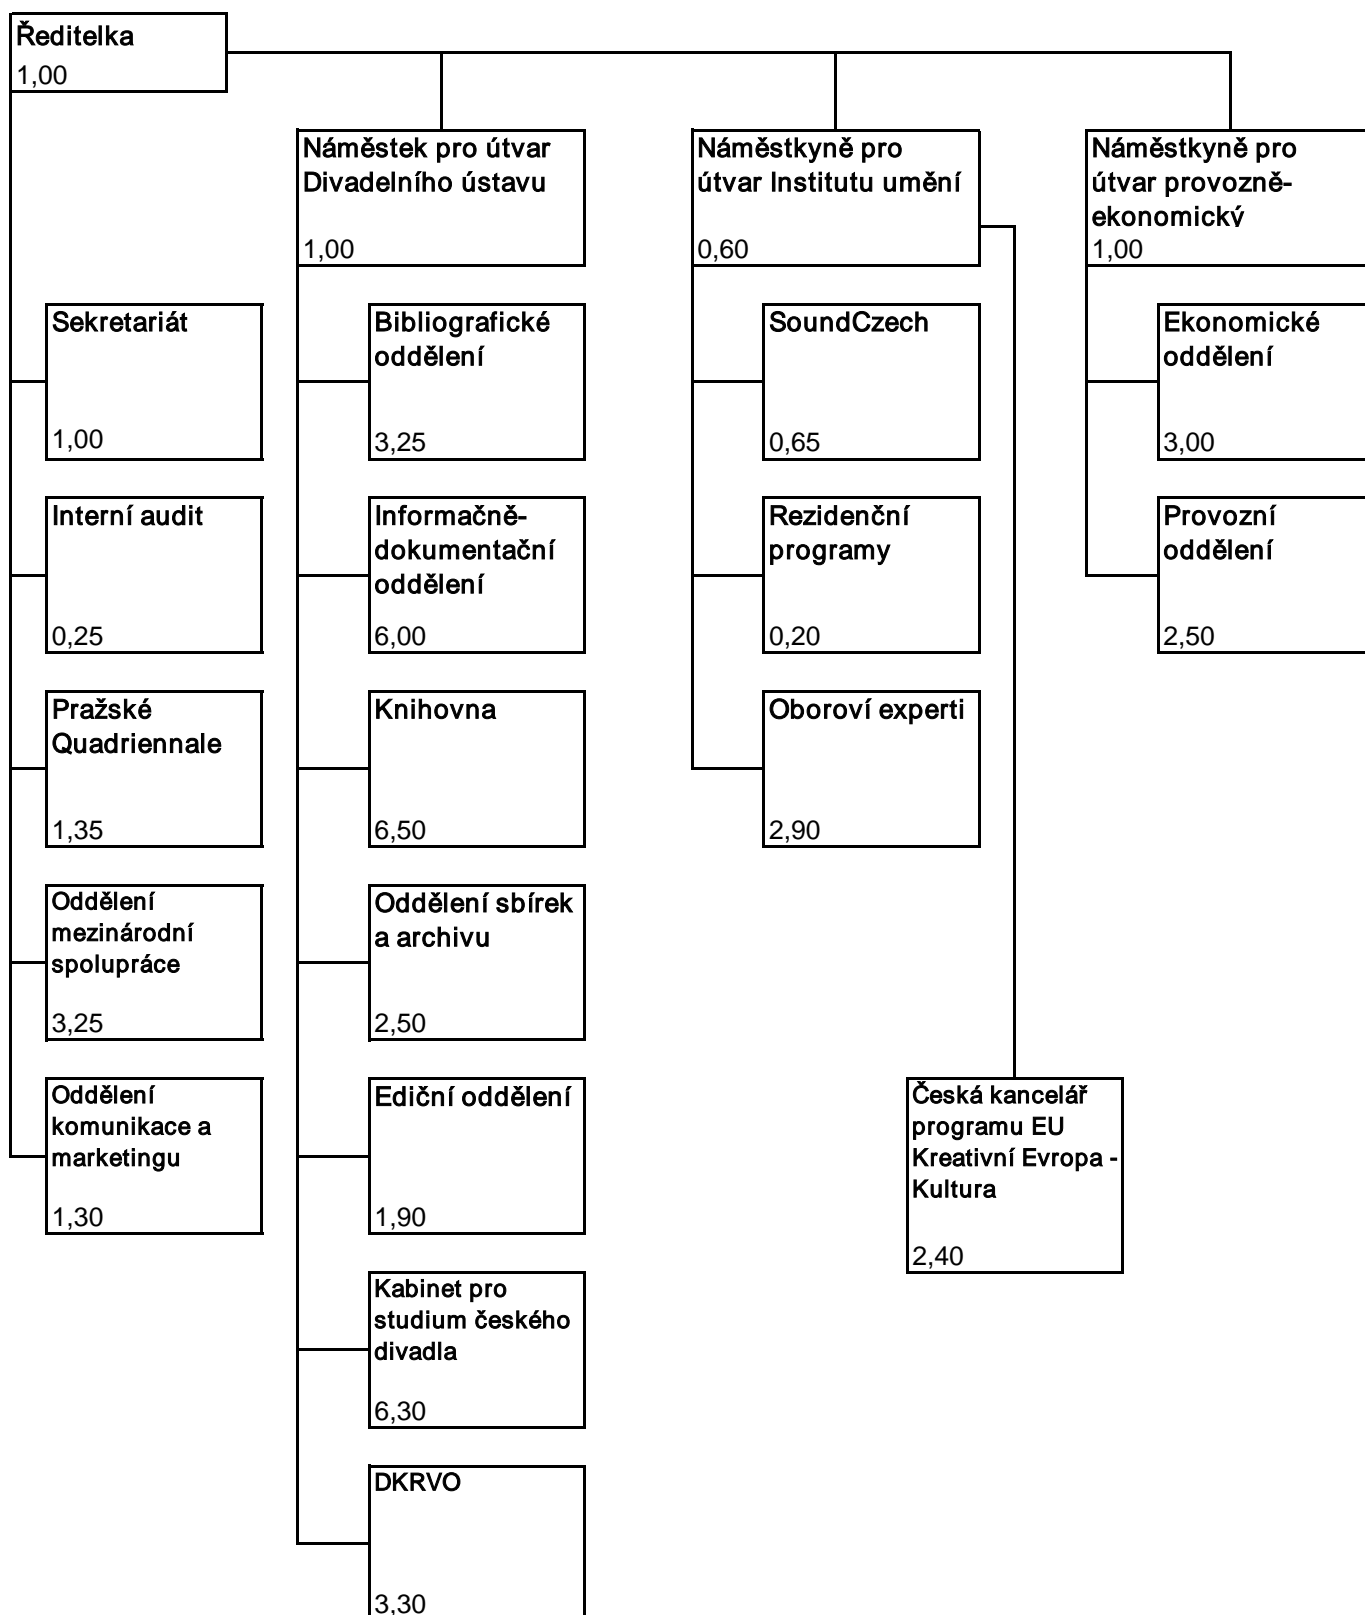 Ředitelka
1,00
Náměstek pro útvar
Divadelního ústavu
1,00
Náměstkyně pro
útvar Institutu umění
0,60
Náměstkyně pro
útvar provozně-
ekonomický
1,00
Sekretariát
1,00
Bibliografické
oddělení
3,25
SoundCzech
0,65
Ekonomické
oddělení
3,00
Interní audit
0,25
Informačně-
dokumentační
oddělení
6,00
Rezidenční
programy
0,20
Provozní
oddělení
2,50
Pražské
Quadriennale
1,35
Knihovna
6,50
Oboroví experti
2,90
Oddělení
mezinárodní
spolupráce
3,25
Oddělení sbírek
a archivu
2,50
Oddělení
komunikace a
marketingu
1,30
Ediční oddělení
1,90
Česká kancelář
programu EU
Kreativní Evropa -
Kultura
2,40
Kabinet pro
studium českého
divadla
6,30
DKRVO
3,30